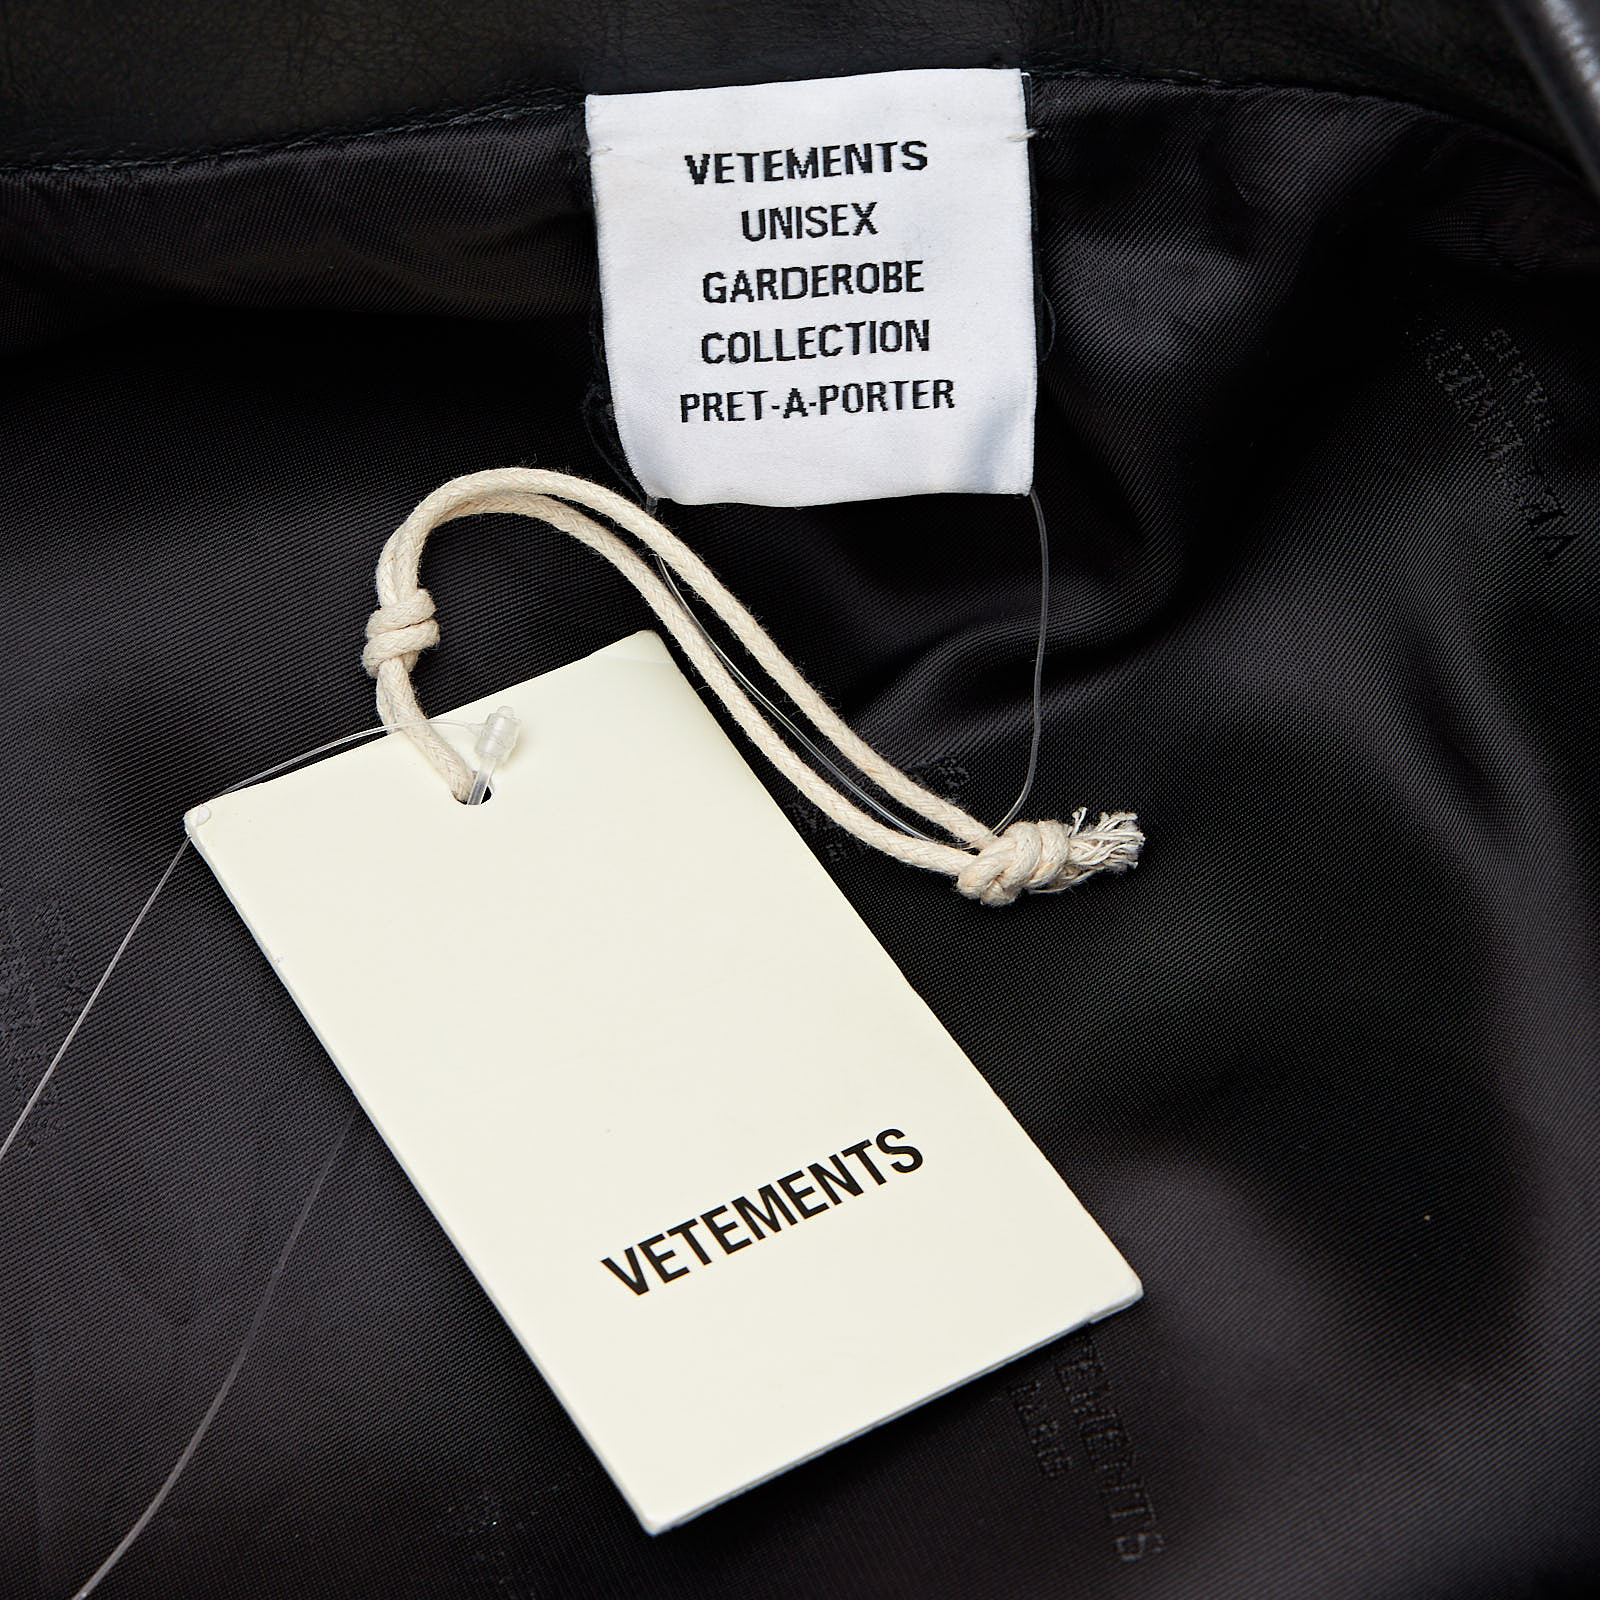 VETEMENTS
UNISEX
GARDEROBE
COLLECTION
PRET-A-PORTER
VETEMENTS